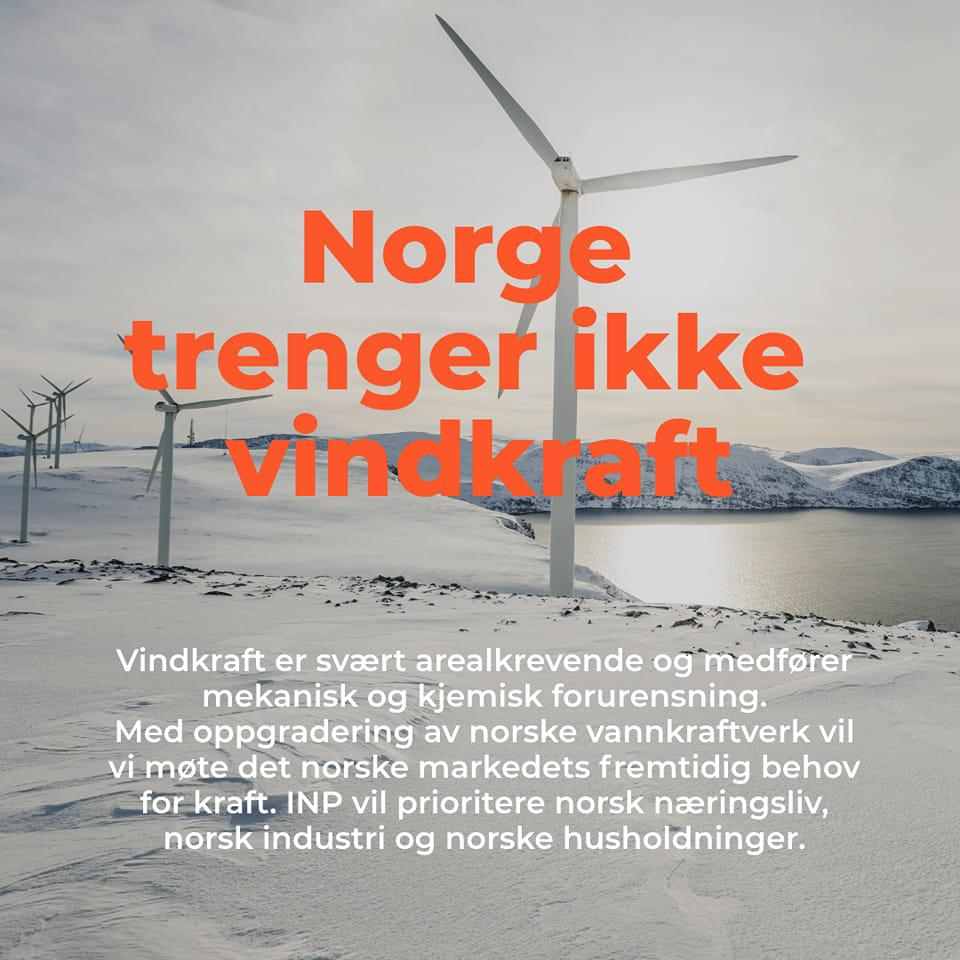 Norge
trenger ikke
vindkraft
Vindkraft er svært arealkrevende og medfører
mekanisk og kjemisk forurensning.
Med oppgradering av norske vannkraftverk vil
vi møte det norske markedets fremtidig behov
for kraft. INP vil prioritere norsk næringsliv,
norsk industri og norske husholdninger.